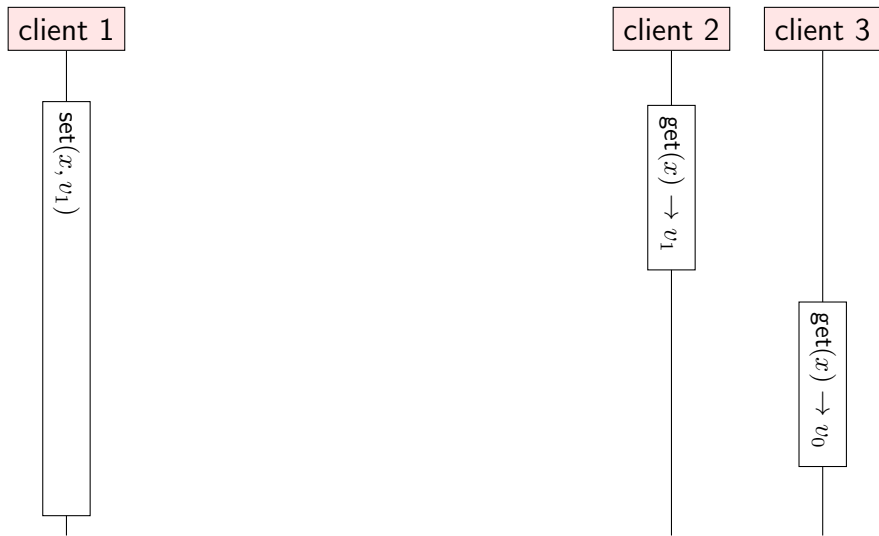 client 1
client 2
client 3
set(x, v₁)
get(x) → v₁
get(x) → v₀